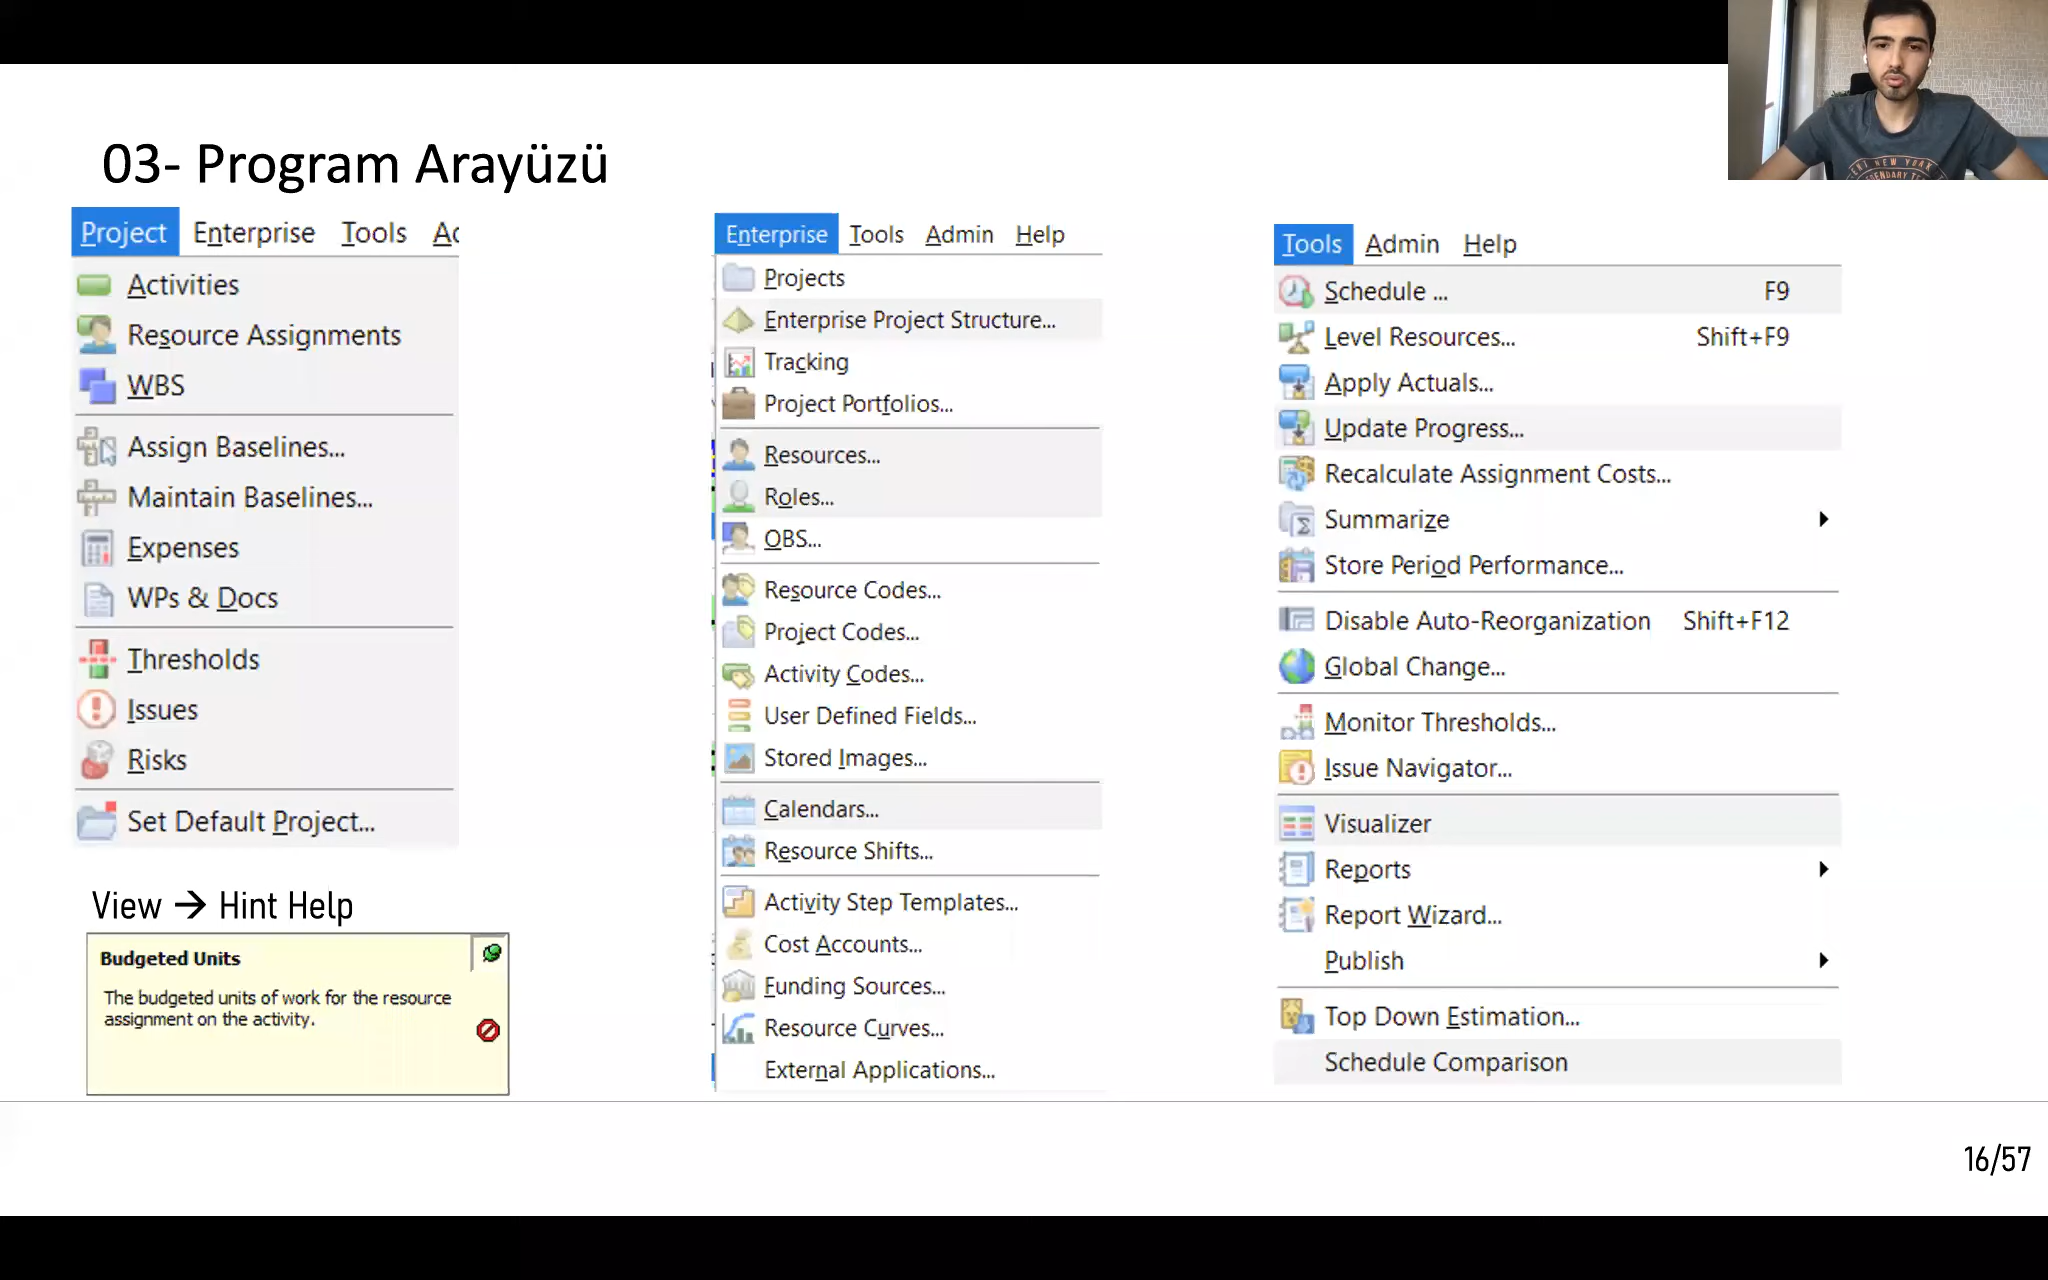 03- Program Arayüzü
Project Enterprise Tools Ac
Activities
Resource Assignments
WBS
Assign Baselines...
Maintain Baselines...
Expenses
WPs & Docs
Thresholds
Issues
Risks
Set Default Project...
View → Hint Help
Budgeted Units
The budgeted units of work for the resource
assignment on the activity.
Enterprise Tools Admin Help
Projects
Enterprise Project Structure...
Tracking
Project Portfolios...
Resources...
Roles...
OBS...
Resource Codes...
Project Codes...
Activity Codes...
User Defined Fields...
Stored Images...
Calendars...
Resource Shifts...
Activity Step Templates...
Cost Accounts...
Funding Sources...
Resource Curves...
External Applications...
Tools Admin Help
Schedule ... F9
Level Resources... Shift+F9
Apply Actuals...
Update Progress...
Recalculate Assignment Costs...
Summarize
Store Period Performance...
Disable Auto-Reorganization Shift+F12
Global Change...
Monitor Thresholds...
Issue Navigator...
Visualizer
Reports
Report Wizard...
Publish
Top Down Estimation...
Schedule Comparison
16/57